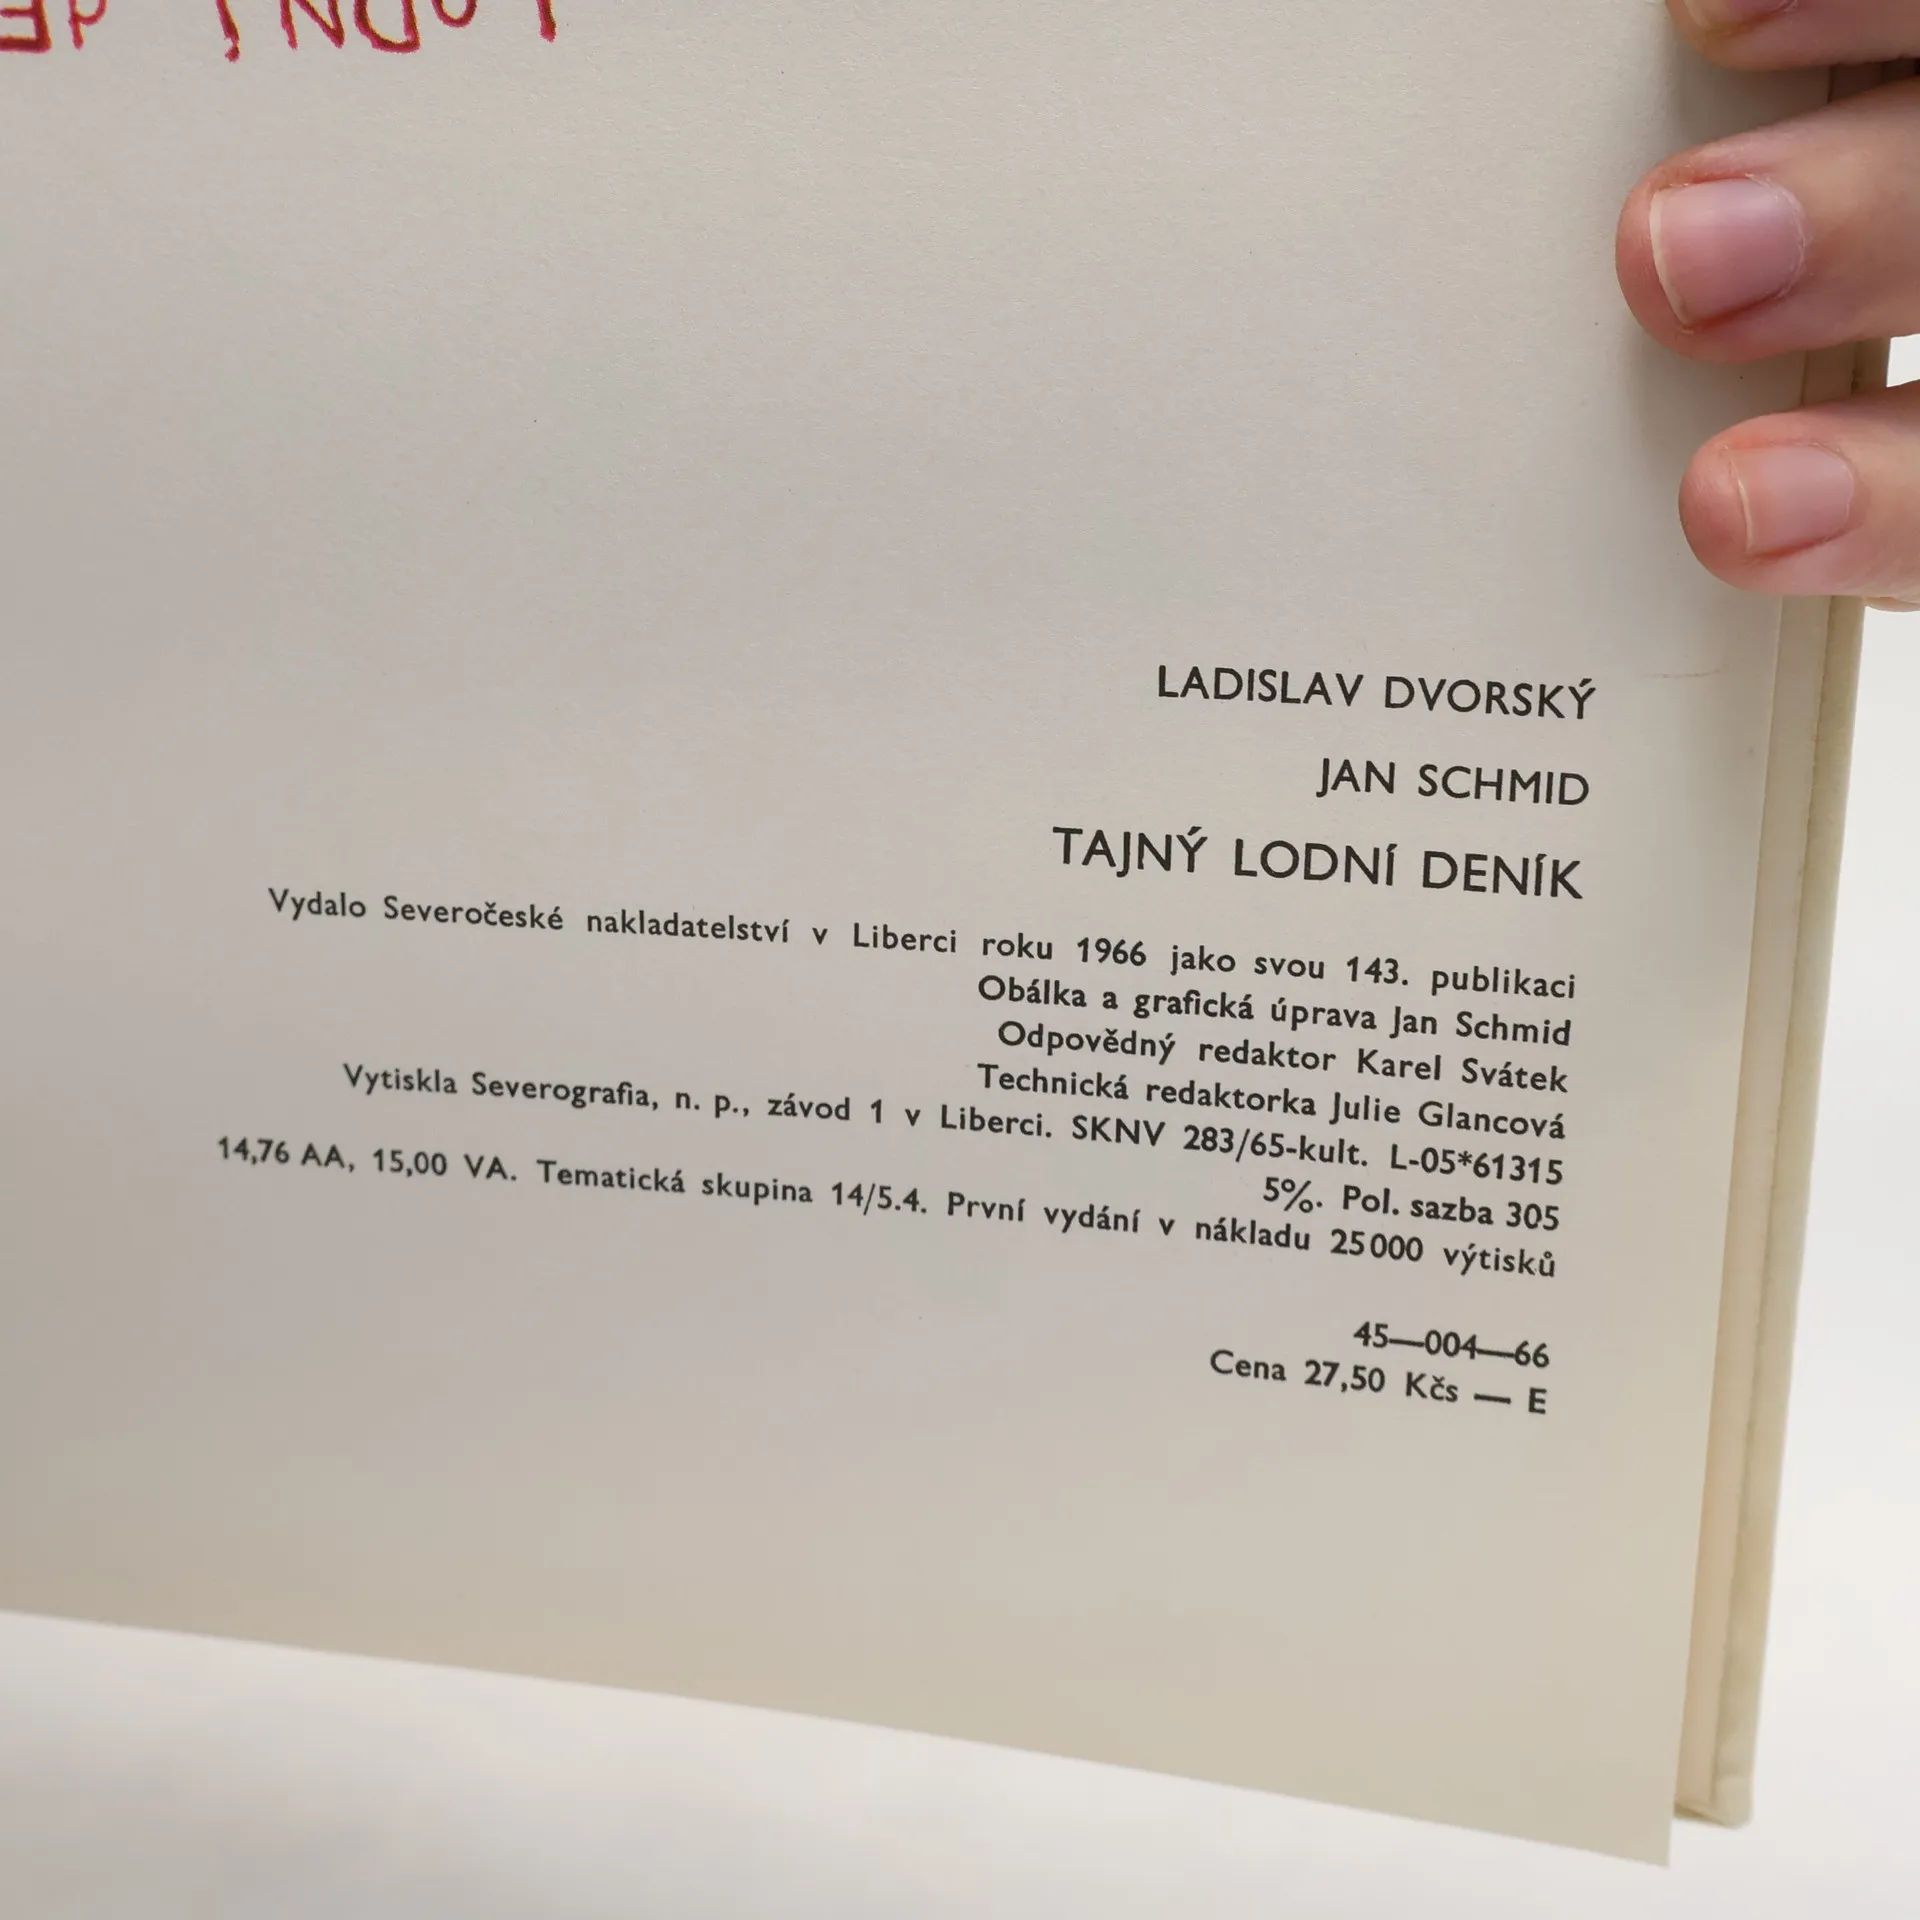 LADISLAV DVORSKÝ
JAN SCHMID
TAJNÝ LODNÍ DENÍK
Vydalo Severočeské nakladatelství v Liberci roku 1966 jako svou 143. publikaci
Obálka a grafická úprava Jan Schmid
Odpovědný redaktor Karel Svátek
Technická redaktorka Julie Glancová
Vytiskla Severografia, n. p., závod 1 v Liberci. SKNV 283/65-kult. L-05*61315
5%. Pol. sazba 305
14,76 AA, 15,00 VA. Tematická skupina 14/5.4. První vydání v nákladu 25000 výtisků
45—004—66
Cena 27,50 Kčs — E